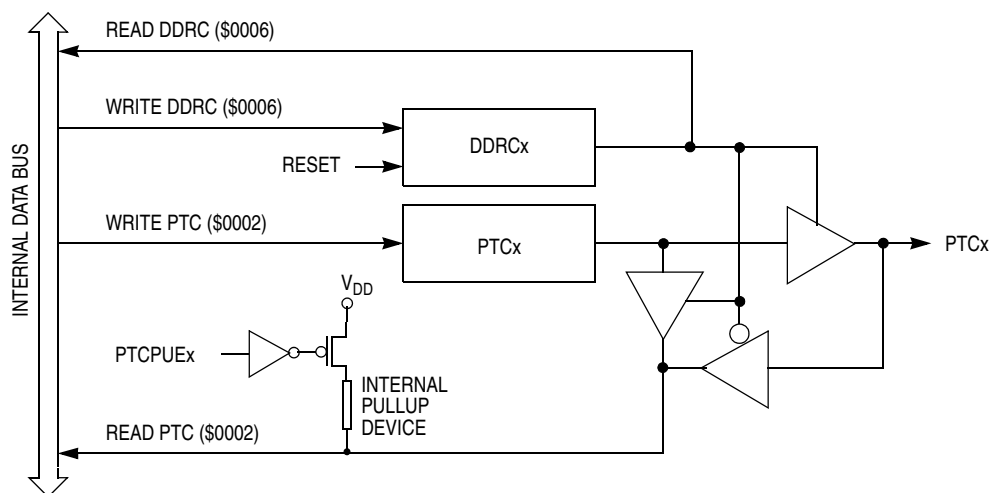 READ DDRC ($0006)
WRITE DDRC ($0006)
DDRCx
RESET
INTERNAL DATA BUS
WRITE PTC ($0002)
PTCx
PTCx
VDD
PTCPUEx
INTERNAL
PULLUP
DEVICE
READ PTC ($0002)